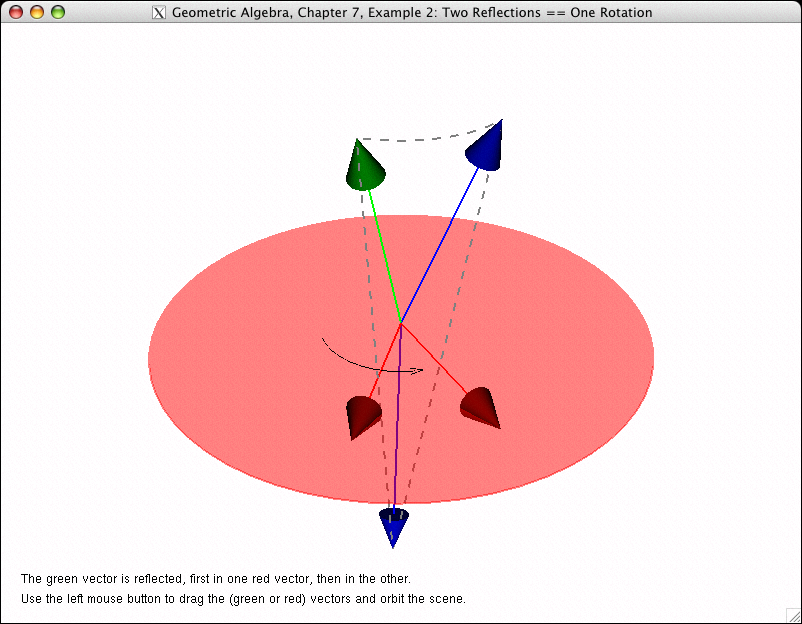 Geometric Algebra, Chapter 7, Example 2: Two Reflections == One Rotation
The green vector is reflected, first in one red vector, then in the other.
Use the left mouse button to drag the (green or red) vectors and orbit the scene.